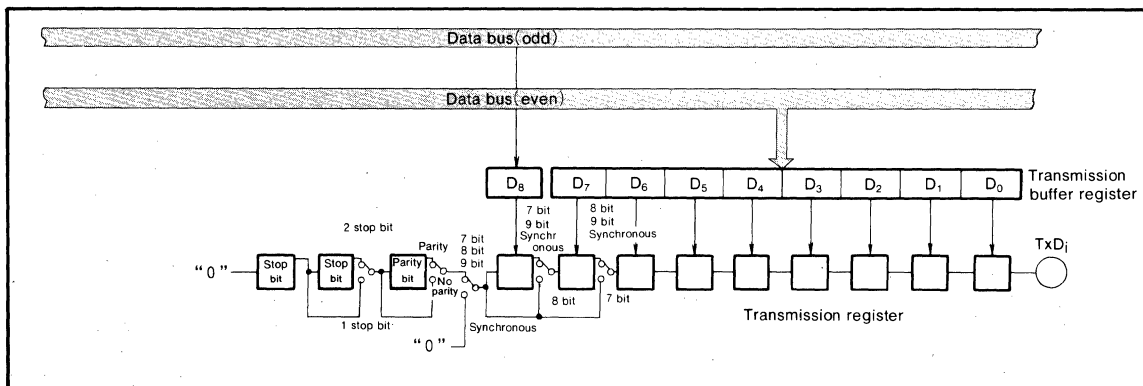 Data bus(odd)
Data bus(even)
D8 D7 D6 D5 D4 D3 D2 D1 D0
Transmission
buffer register
7 bit
9 bit
Synchr
onous
8 bit
9 bit
Synchronous
2 stop bit
Parity
7 bit
8 bit
9 bit
TxDi
"0"
Stop
bit
Stop
bit
Parity
bit
No
parity
8 bit
7 bit
1 stop bit
Synchronous
"0"
Transmission register